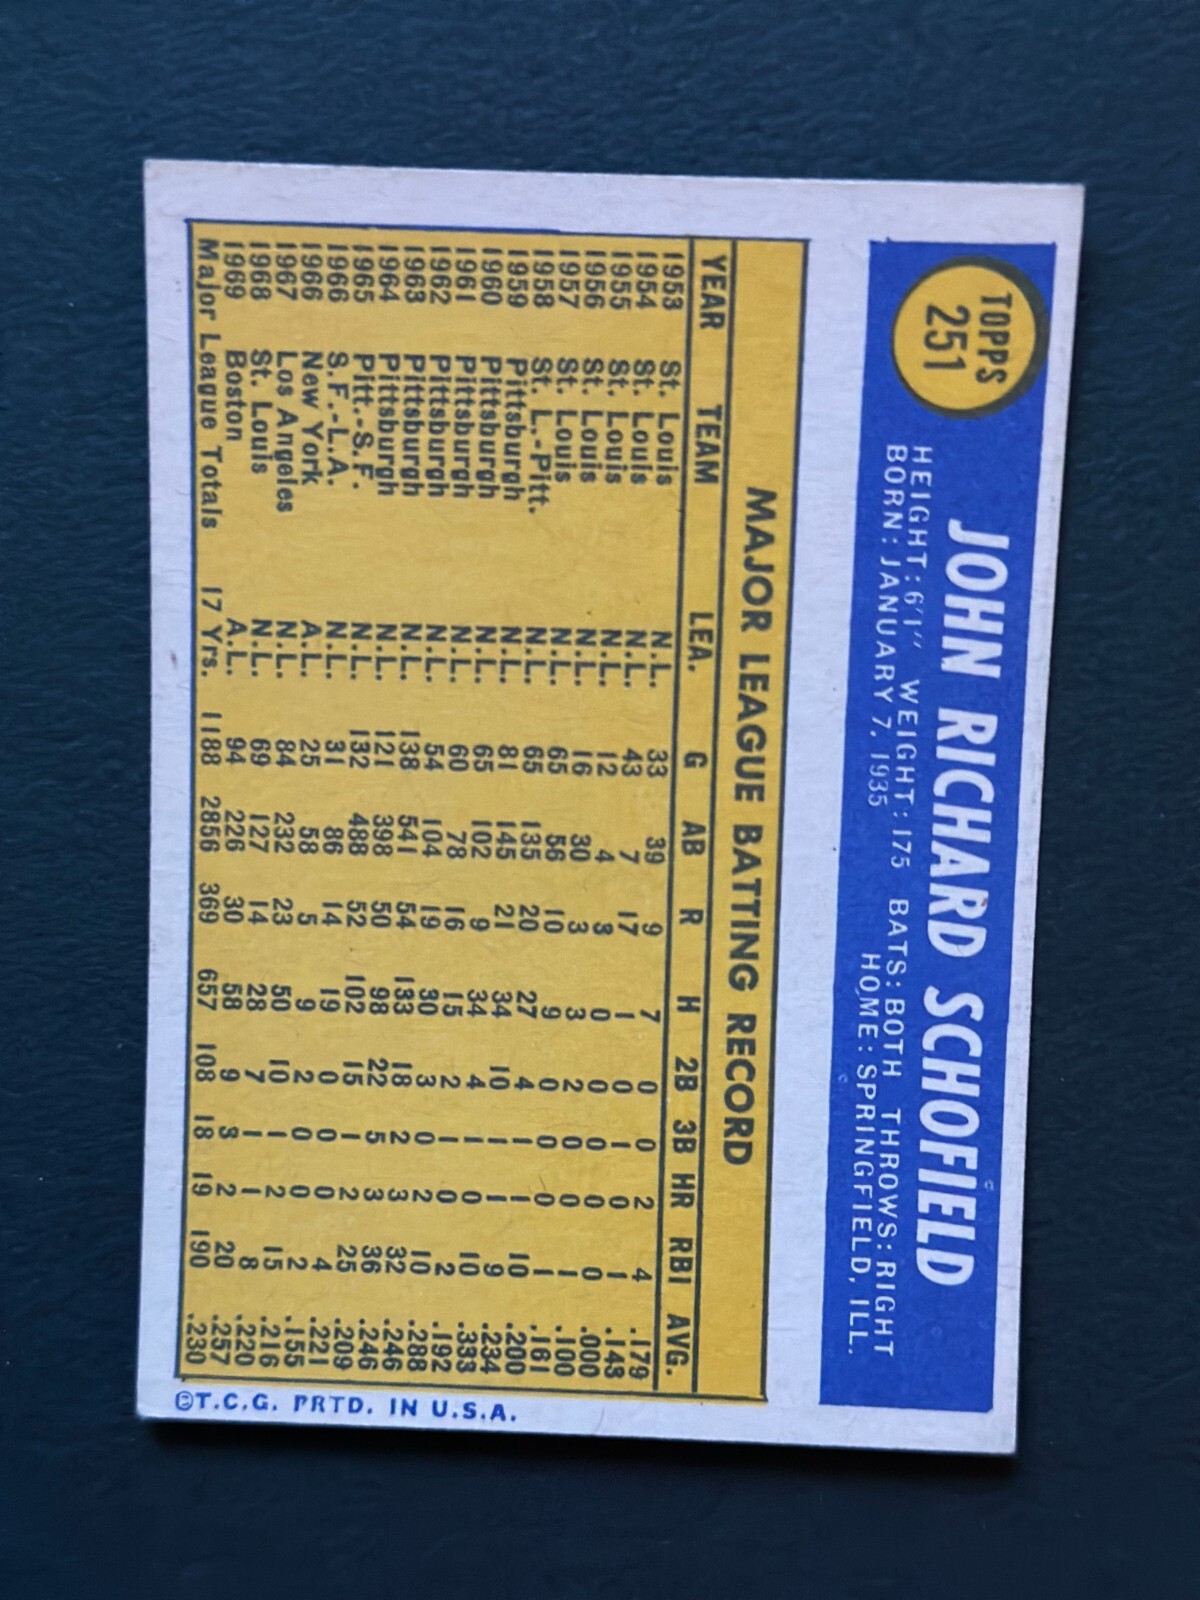 TOPPS
251
JOHN RICHARD SCHOFIELD
HEIGHT: 6'1" WEIGHT: 175 BATS: BOTH THROWS: RIGHT
BORN: JANUARY 7, 1935 HOME: SPRINGFIELD, ILL.
MAJOR LEAGUE BATTING RECORD
YEAR TEAM LEA. G AB R H 2B 3B HR RBI AVG.
1953 St. Louis N.L. 33 39 9 7 0 0 2 4 .179
1954 St. Louis N.L. 43 7 17 1 0 1 0 1 .143
1955 St. Louis N.L. 12 4 3 0 0 0 0 0 .000
1956 St. Louis N.L. 16 30 3 3 2 0 0 1 .100
1957 St. Louis N.L. 65 56 10 9 0 0 0 1 .161
1958 St. L.-Pitt. N.L. 65 135 20 27 4 1 1 10 .200
1959 Pittsburgh N.L. 81 145 21 34 10 1 1 9 .234
1960 Pittsburgh N.L. 65 102 9 34 4 1 0 10 .333
1961 Pittsburgh N.L. 60 78 16 15 2 1 0 2 .192
1962 Pittsburgh N.L. 54 104 19 30 3 0 2 10 .288
1963 Pittsburgh N.L. 138 541 54 133 18 2 3 32 .246
1964 Pittsburgh N.L. 121 398 50 98 22 5 3 36 .246
1965 Pitt.-S.F. N.L. 132 488 52 102 15 1 2 25 .209
1966 S.F.-L.A. N.L. 31 86 14 19 0 0 0 4 .221
1966 New York A.L. 25 58 5 9 2 0 0 2 .155
1967 Los Angeles N.L. 84 232 23 50 10 1 2 15 .216
1968 St. Louis N.L. 69 127 14 28 7 1 1 8 .220
1969 Boston A.L. 94 226 30 58 9 3 2 20 .257
Major League Totals 17 Yrs. 1188 2856 369 657 108 18 19 190 .230
©T.C.G. PRTD. IN U.S.A.